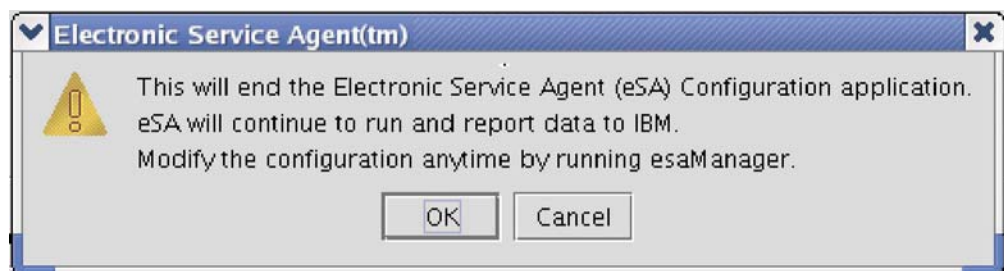 Electronic Service Agent(tm)
This will end the Electronic Service Agent (eSA) Configuration application.
eSA will continue to run and report data to IBM.
Modify the configuration anytime by running esaManager.
OK
Cancel